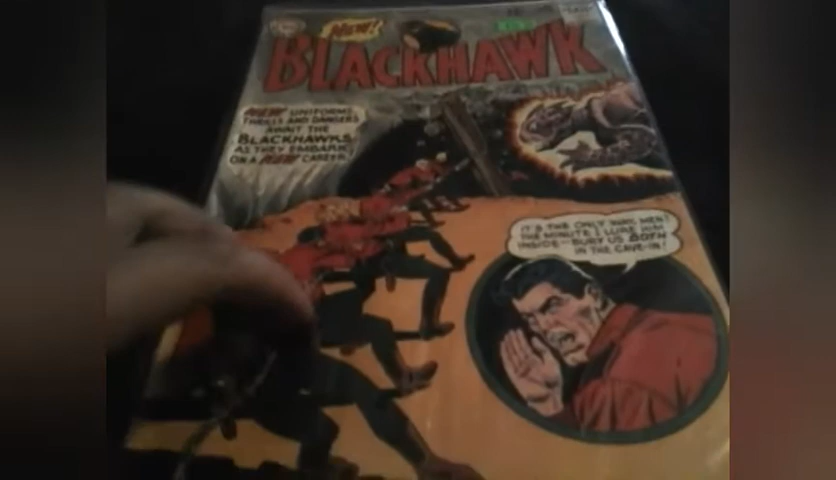 New!
BLACKHAWK
NEW UNIFORMS,
THRILLS AND DANGERS
AWAIT THE
BLACKHAWKS
AS THEY EMBARK
ON A NEW CAREER!
IT'S THE ONLY WAY, MEN!
THE MINUTE I LURE HIM
INSIDE--BURY US BOTH
IN THE CAVE-IN!